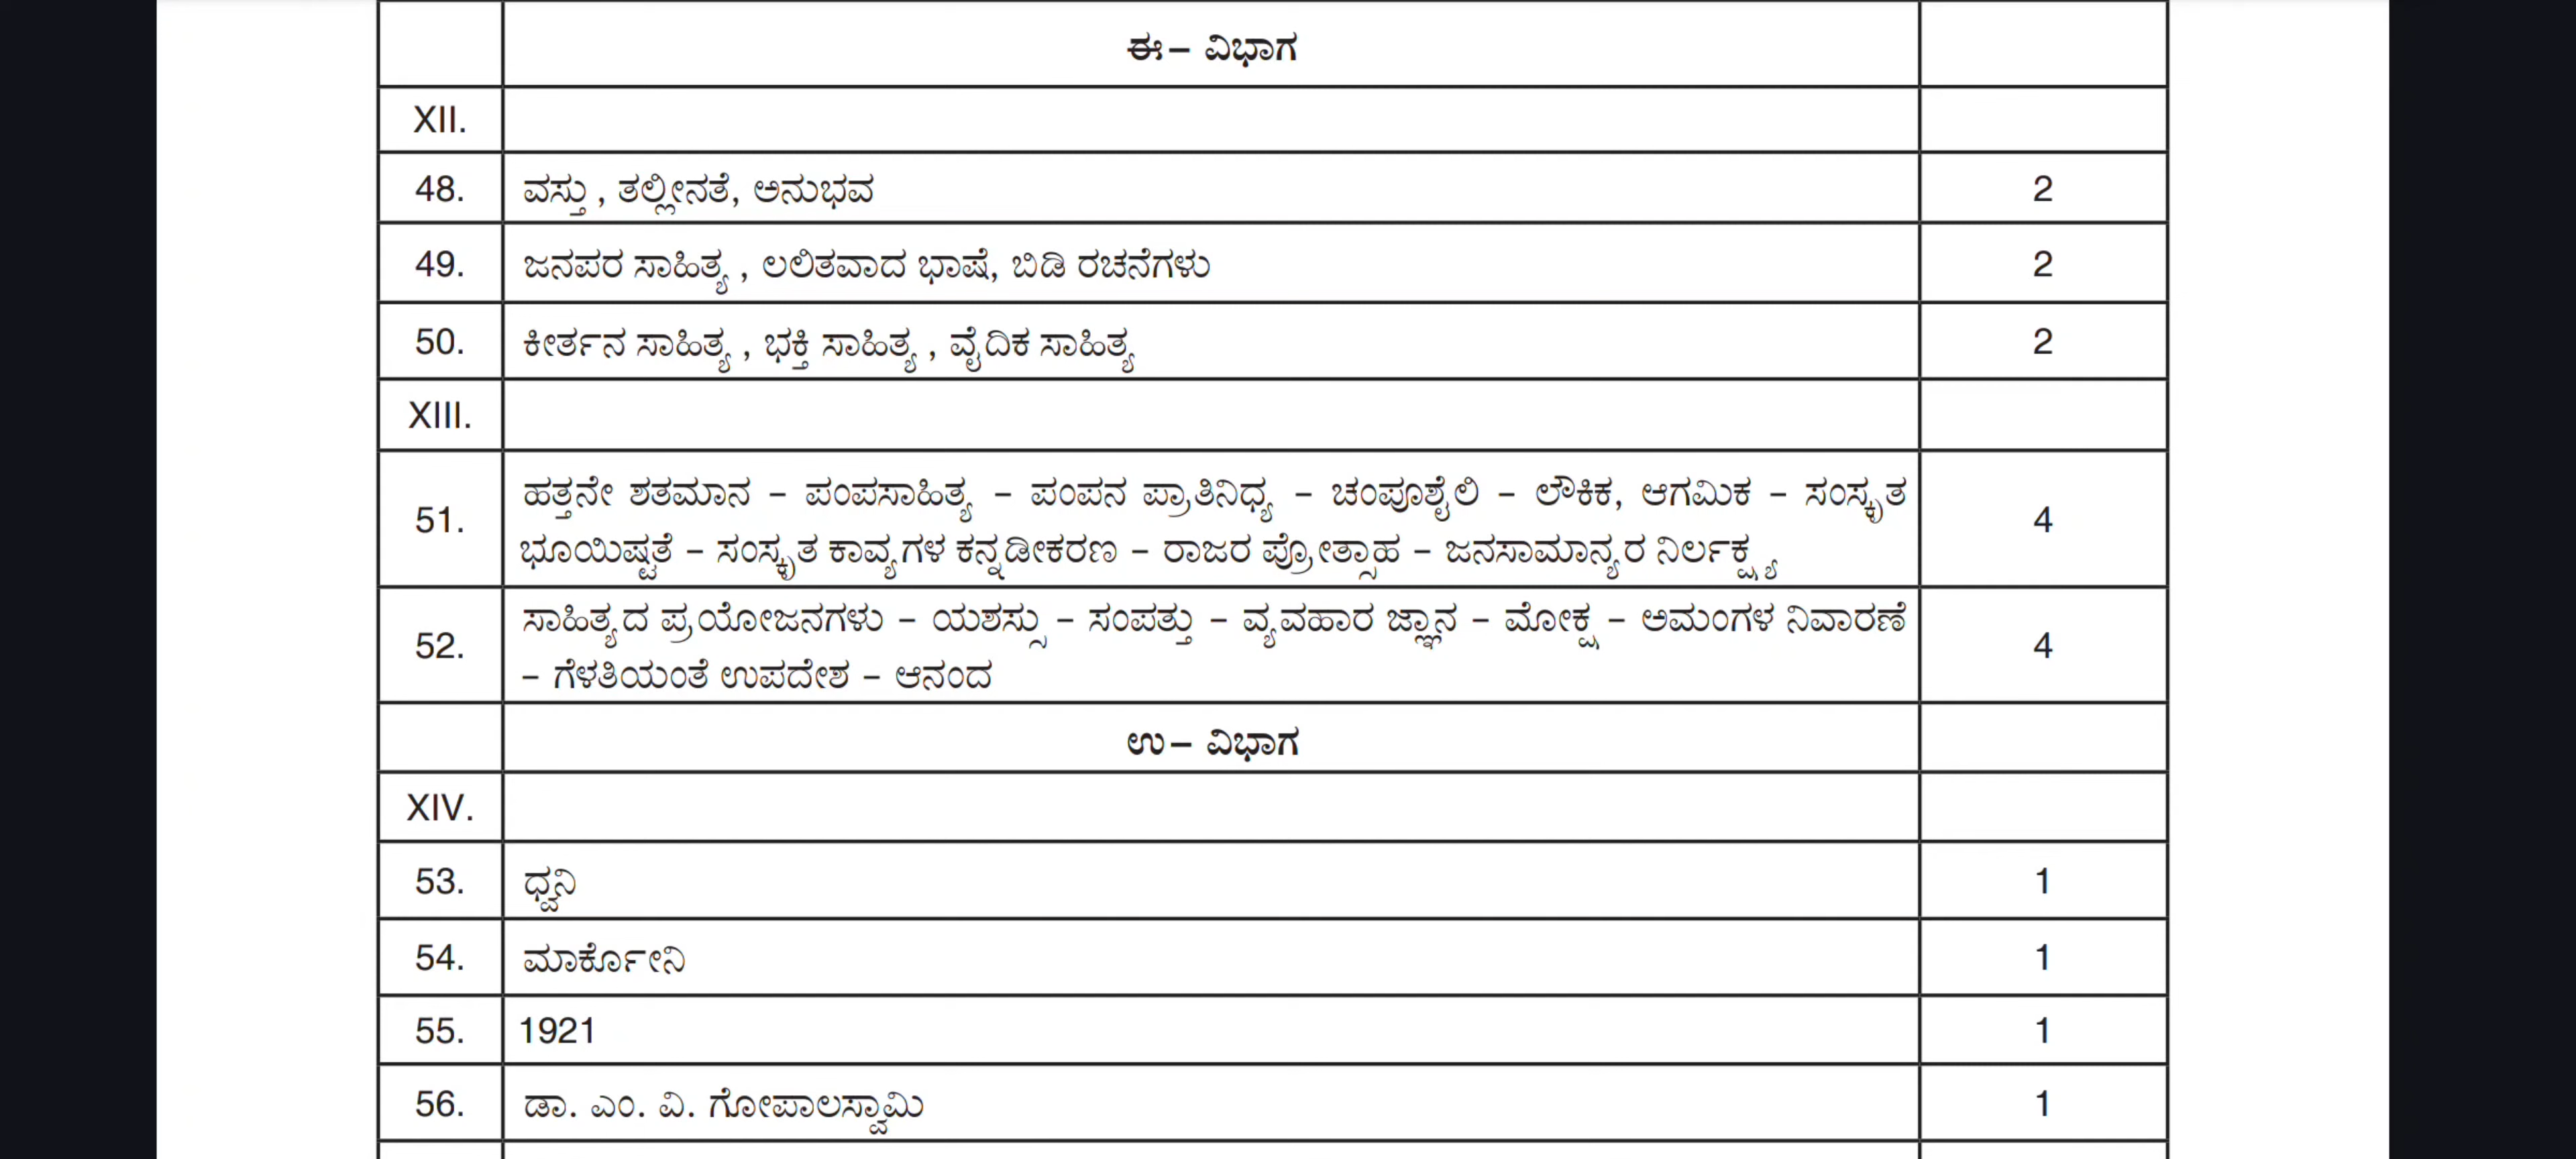 ಈ – ವಿಭಾಗ
XII.
48. ವಸ್ತು , ತಲ್ಲೀನತೆ, ಅನುಭವ 2
49. ಜನಪರ ಸಾಹಿತ್ಯ , ಲಲಿತವಾದ ಭಾಷೆ, ಬಿಡಿ ರಚನೆಗಳು 2
50. ಕೀರ್ತನ ಸಾಹಿತ್ಯ , ಭಕ್ತಿ ಸಾಹಿತ್ಯ , ವೈದಿಕ ಸಾಹಿತ್ಯ 2
XIII.
51. ಹತ್ತನೇ ಶತಮಾನ – ಪಂಪಸಾಹಿತ್ಯ – ಪಂಪನ ಪ್ರಾತಿನಿಧ್ಯ – ಚಂಪೂಶೈಲಿ – ಲೌಕಿಕ, ಆಗಮಿಕ – ಸಂಸ್ಕೃತ 4
ಭೂಯಿಷ್ಟತೆ – ಸಂಸ್ಕೃತ ಕಾವ್ಯಗಳ ಕನ್ನಡೀಕರಣ – ರಾಜರ ಪ್ರೋತ್ಸಾಹ – ಜನಸಾಮಾನ್ಯರ ನಿರ್ಲಕ್ಷ್ಯ
52. ಸಾಹಿತ್ಯದ ಪ್ರಯೋಜನಗಳು – ಯಶಸ್ಸು – ಸಂಪತ್ತು – ವ್ಯವಹಾರ ಜ್ಞಾನ – ಮೋಕ್ಷ – ಅಮಂಗಳ ನಿವಾರಣೆ 4
– ಗೆಳತಿಯಂತೆ ಉಪದೇಶ – ಆನಂದ
ಉ – ವಿಭಾಗ
XIV.
53. ಧ್ವನಿ 1
54. ಮಾರ್ಕೋನಿ 1
55. 1921 1
56. ಡಾ. ಎಂ. ವಿ. ಗೋಪಾಲಸ್ವಾಮಿ 1